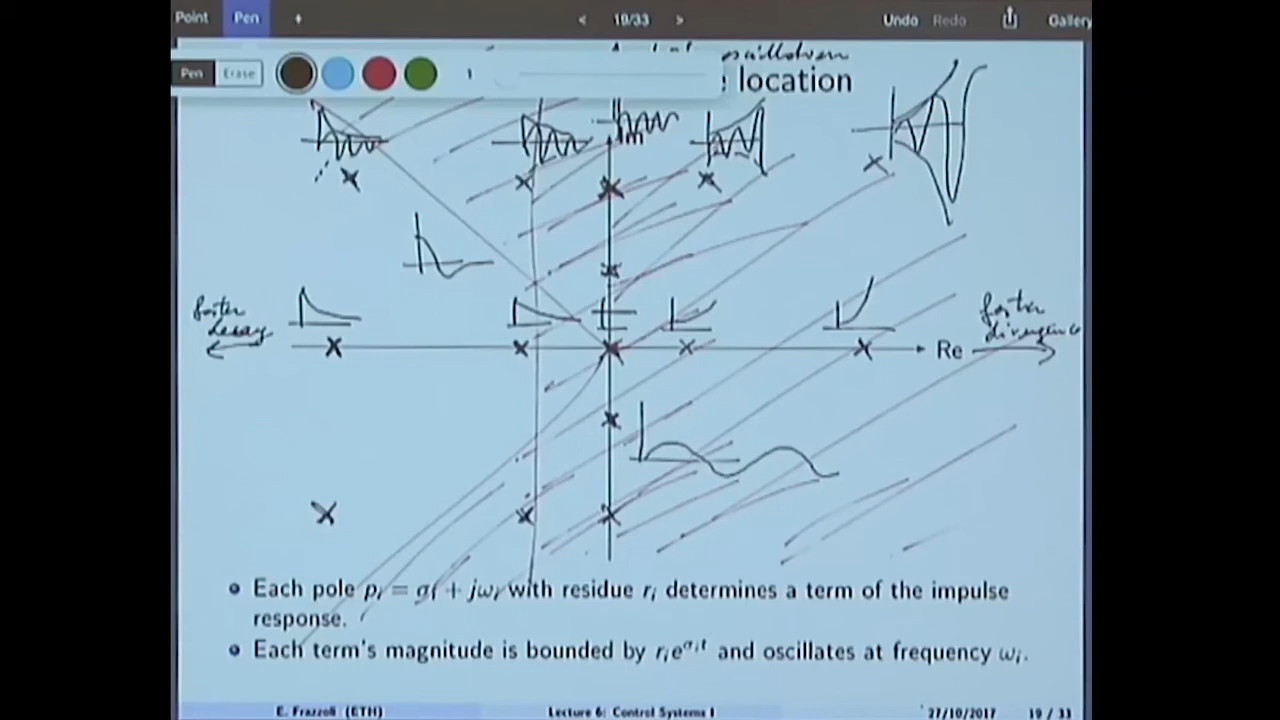 Point Pen 18/33 Undo Redo Gallery
Pen Erase 1
location
Im
faster
decay
faster
divergence
Re
Each pole pᵢ = σᵢ + jωᵢ with residue rᵢ determines a term of the impulse
response.
Each term's magnitude is bounded by rᵢe^σᵢt and oscillates at frequency ωᵢ.
E. Frazzoli (ETH) Lecture 6: Control Systems I 27/10/2017 19 / 33